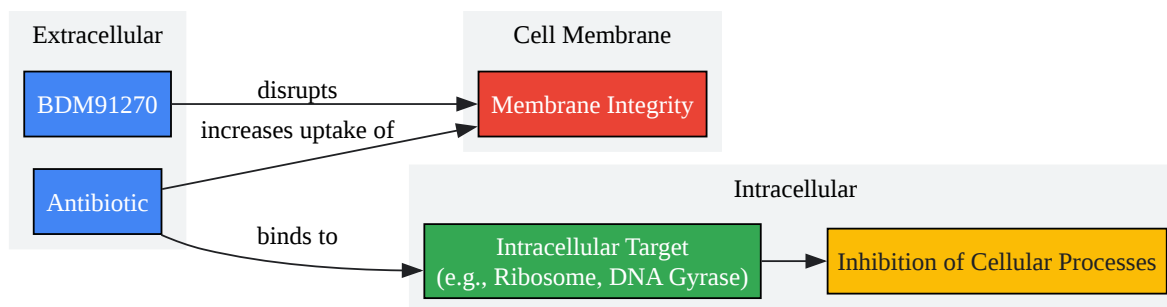 Extracellular
Cell Membrane
BDM91270
disrupts
Membrane Integrity
increases uptake of
Antibiotic
Intracellular
binds to
Intracellular Target
(e.g., Ribosome, DNA Gyrase)
Inhibition of Cellular Processes